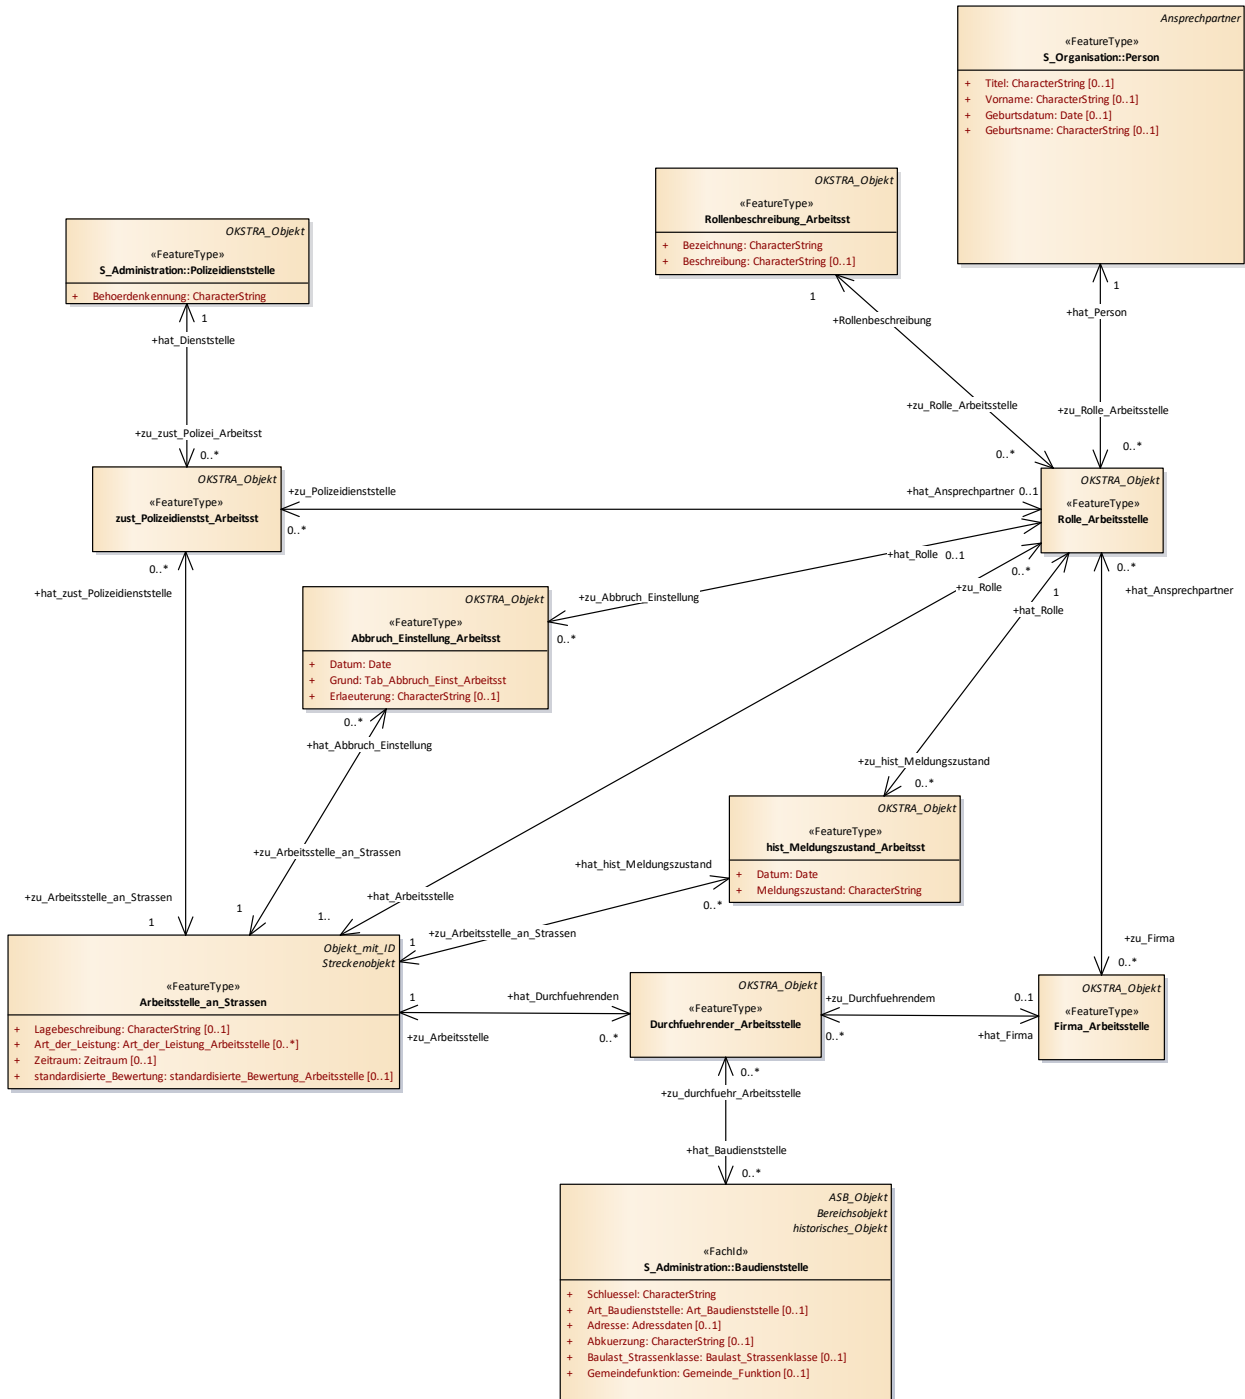 Ansprechpartner
«FeatureType»
S_Organisation::Person
+ Titel: CharacterString [0..1]
+ Vorname: CharacterString [0..1]
+ Geburtsdatum: Date [0..1]
+ Geburtsname: CharacterString [0..1]
OKSTRA_Objekt
«FeatureType»
Rollenbeschreibung_Arbeitsst
+ Bezeichnung: CharacterString
+ Beschreibung: CharacterString [0..1]
OKSTRA_Objekt
«FeatureType»
S_Administration::Polizeidienststelle
+ Behoerdenkennung: CharacterString
1
+hat_Dienststelle
+zu_zust_Polizei_Arbeitsst
0..*
1
+Rollenbeschreibung
+zu_Rolle_Arbeitsstelle
0..*
1
+hat_Person
+zu_Rolle_Arbeitsstelle
0..*
OKSTRA_Objekt
«FeatureType»
zust_Polizeidienstst_Arbeitsst
+zu_Polizeidienststelle
0..*
+hat_Ansprechpartner 0..1
OKSTRA_Objekt
«FeatureType»
Rolle_Arbeitsstelle
0..*
+hat_zust_Polizeidienststelle
+zu_Arbeitsstelle_an_Strassen
1
OKSTRA_Objekt
«FeatureType»
Abbruch_Einstellung_Arbeitsst
+ Datum: Date
+ Grund: Tab_Abbruch_Einst_Arbeitsst
+ Erlaeuterung: CharacterString [0..1]
+hat_Rolle 0..1
+zu_Abbruch_Einstellung
0..*
0..*
+zu_Rolle
1
+hat_Rolle
0..*
+hat_Ansprechpartner
0..*
+hat_Abbruch_Einstellung
+zu_Arbeitstelle_an_Strassen
1
+hat_Arbeitstelle
1..
+zu_hist_Meldungszustand
0..*
OKSTRA_Objekt
«FeatureType»
hist_Meldungszustand_Arbeitsst
+ Datum: Date
+ Meldungszustand: CharacterString
+hat_hist_Meldungszustand
0..*
1
+zu_Arbeitsstelle_an_Strassen
+zu_Firma
0..*
Objekt_mit_ID
Streckenobjekt
«FeatureType»
Arbeitsstelle_an_Strassen
+ Lagebeschreibung: CharacterString [0..1]
+ Art_der_Leistung: Art_der_Leistung_Arbeitsstelle [0..*]
+ Zeitraum: Zeitraum [0..1]
+ standardisierte_Bewertung: standardisierte_Bewertung_Arbeitsstelle [0..1]
1
+zu_Arbeitsstelle
+hat_Durchfuehrenden
0..*
OKSTRA_Objekt
«FeatureType»
Durchfuehrender_Arbeitsstelle
+zu_Durchfuehrendem
0..*
0..1
+hat_Firma
OKSTRA_Objekt
«FeatureType»
Firma_Arbeitsstelle
0..*
+zu_durchfuehr_Arbeitsstelle
+hat_Baudienststelle
0..*
ASB_Objekt
Bereichsobjekt
historisches_Objekt
«FachId»
S_Administration::Baudienststelle
+ Schluessel: CharacterString
+ Art_Baudienststelle: Art_Baudienststelle [0..1]
+ Adresse: Adressdaten [0..1]
+ Abkuerzung: CharacterString [0..1]
+ Baulast_Strassenklasse: Baulast_Strassenklasse [0..1]
+ Gemeindefunktion: Gemeinde_Funktion [0..1]